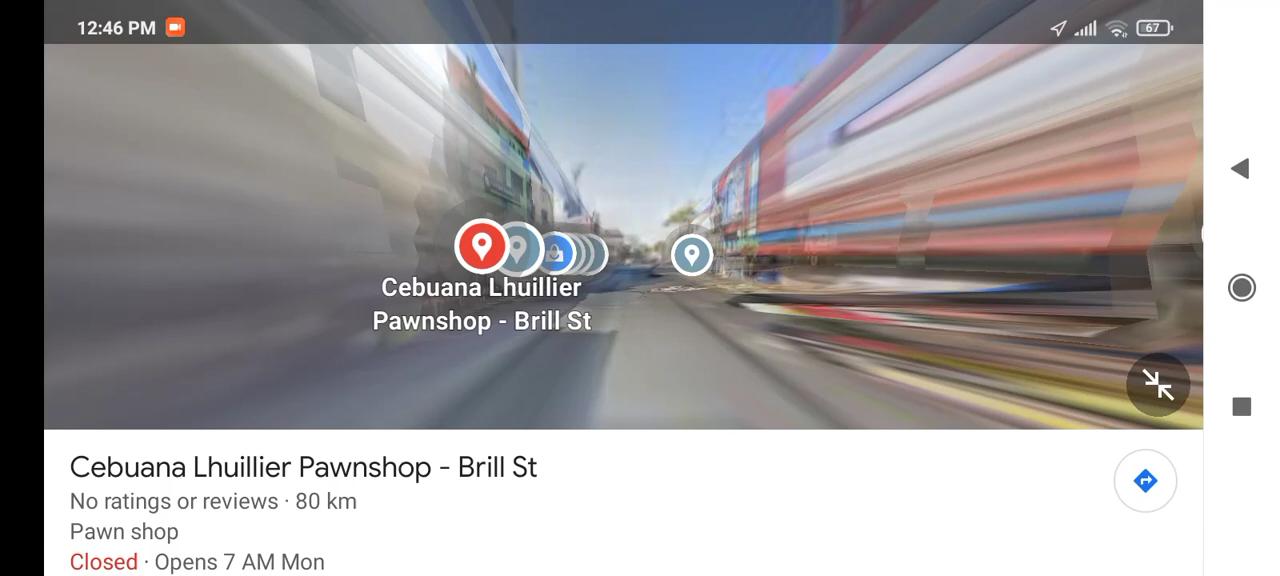 12:46 PM
67
Cebuana Lhuillier
Pawnshop - Brill St
Cebuana Lhuillier Pawnshop - Brill St
No ratings or reviews · 80 km
Pawn shop
Closed · Opens 7 AM Mon